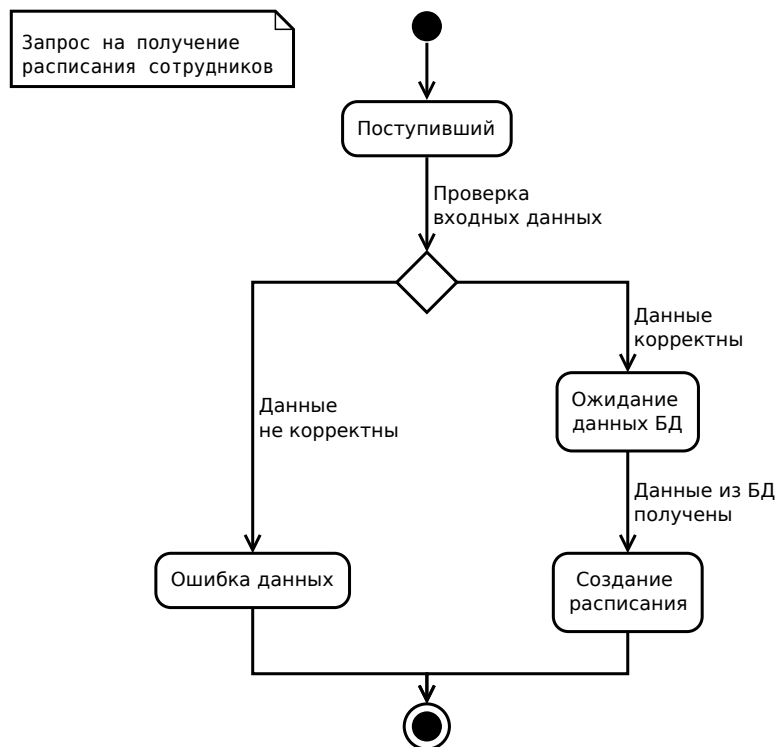 Запрос на получение
расписания сотрудников
Поступивший
Проверка
входных данных
Данные
корректны
Ожидание
данных БД
Данные
не корректны
Данные из БД
получены
Ошибка данных
Создание
расписания